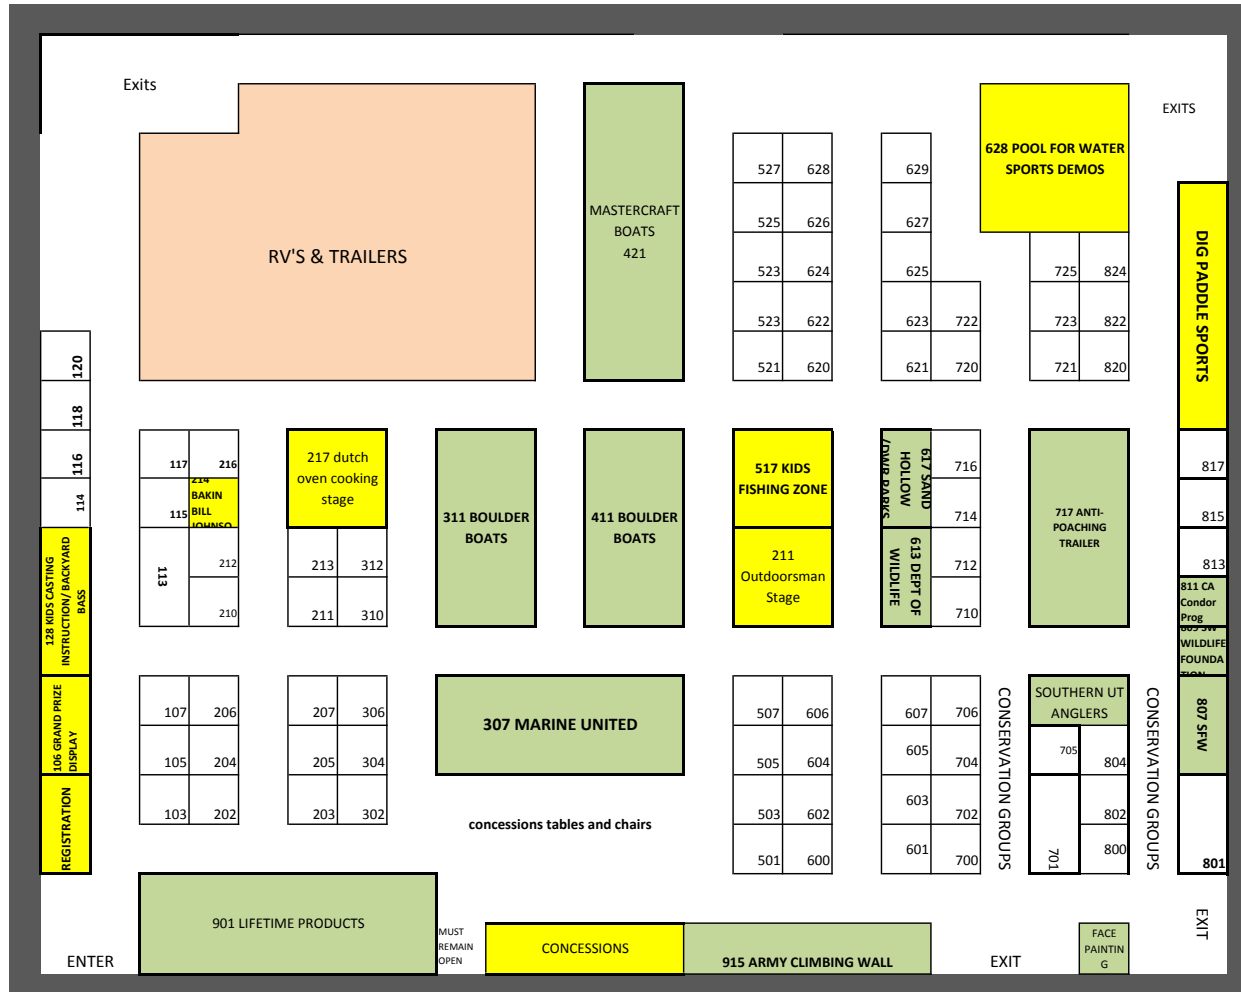 Exits
EXITS
RV'S & TRAILERS
MASTERCRAFT
BOATS
421
527 628
525 626
523 624
523 622
521 620
629
627
625
623 722
621 720
628 POOL FOR WATER
SPORTS DEMOS
725 824
723 822
721 820
DIG PADDLE SPORTS
120
118
116
114
117 216
115
214
BAKIN
BILL
JOHNSO
113
212
210
217 dutch
oven cooking
stage
213 312
211 310
311 BOULDER
BOATS
411 BOULDER
BOATS
517 KIDS
FISHING ZONE
211
Outdoorsman
Stage
617 SAND
HOLLOW
/DWR PARKS
613 DEPT OF
WILDLIFE
716
714
712
710
717 ANTI-
POACHING
TRAILER
817
815
813
811 CA
Condor
Prog
WILDLIFE
FOUNDA
TION
807 SFW
801
128 KIDS CASTING
INSTRUCTION/ BACKYARD
BASS
106 GRAND PRIZE
DISPLAY
REGISTRATION
107 206
105 204
103 202
207 306
205 304
203 302
307 MARINE UNITED
concessions tables and chairs
507 606
505 604
503 602
501 600
607 706
605 704
603 702
601 700
CONSERVATION GROUPS
SOUTHERN UT
ANGLERS
705 804
802
701 800
CONSERVATION GROUPS
901 LIFETIME PRODUCTS
MUST
REMAIN
OPEN
CONCESSIONS
915 ARMY CLIMBING WALL
FACE
PAINTIN
G
ENTER
EXIT
EXIT